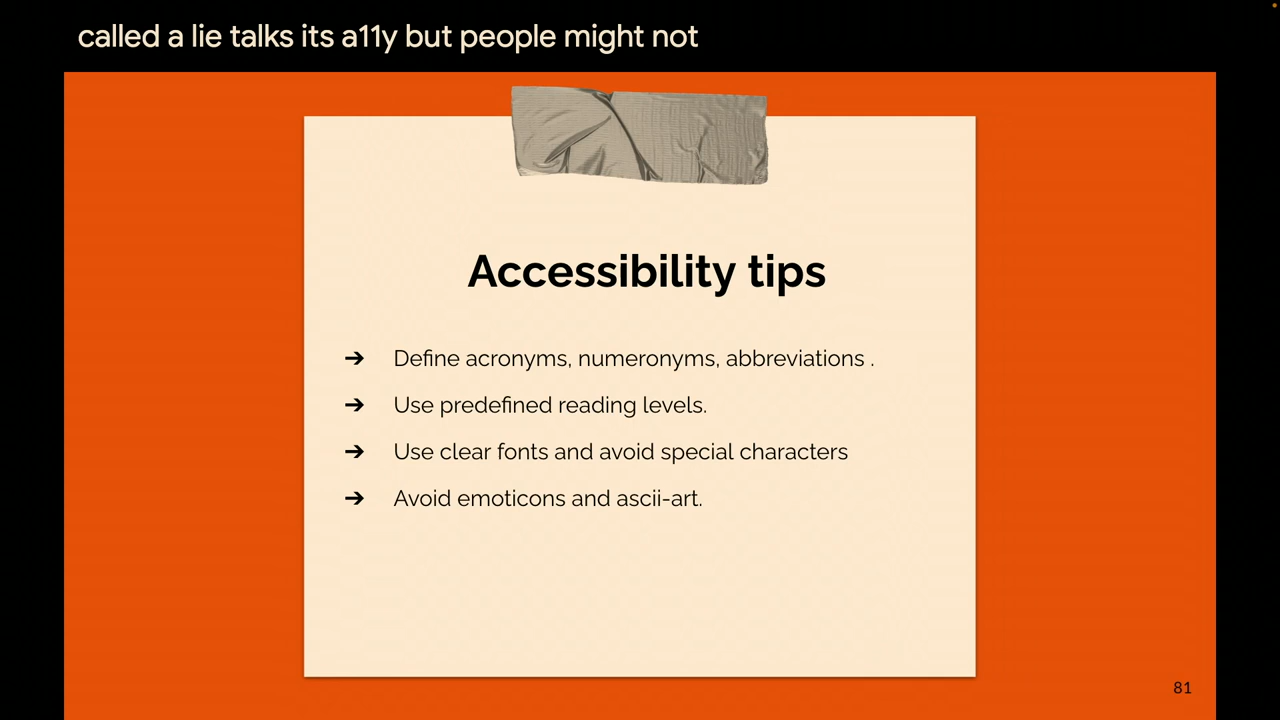 called a lie talks its a11y but people might not
Accessibility tips
➔ Define acronyms, numeronyms, abbreviations .
➔ Use predefined reading levels.
➔ Use clear fonts and avoid special characters
➔ Avoid emoticons and ascii-art.
81